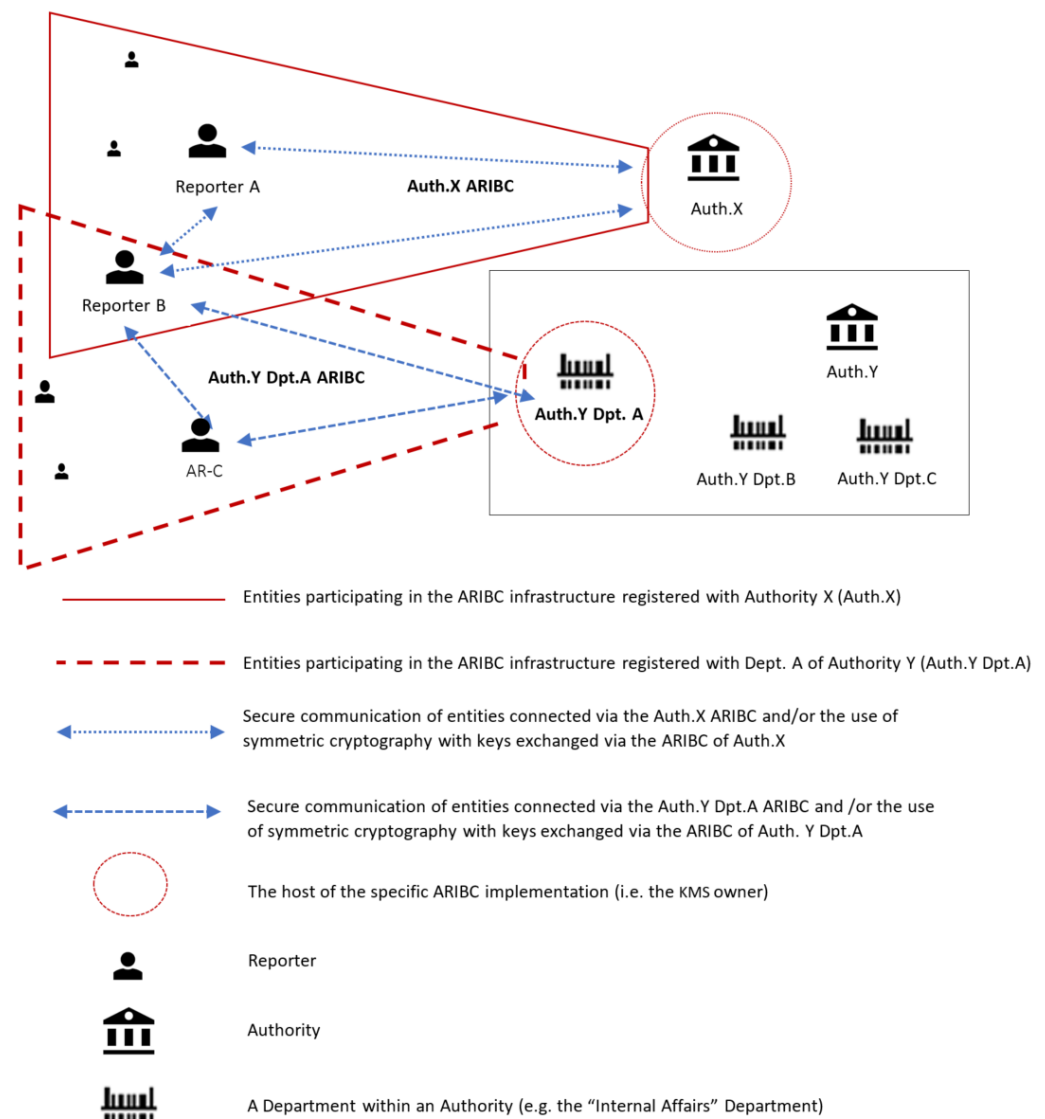 Reporter A
Auth.X ARIBC
Auth.X
Reporter B
Auth.Y
Auth.Y Dpt.A ARIBC
Auth.Y Dpt. A
AR-C
Auth.Y Dpt.B
Auth.Y Dpt.C
Entities participating in the ARIBC infrastructure registered with Authority X (Auth.X)
Entities participating in the ARIBC infrastructure registered with Dept. A of Authority Y (Auth.Y Dpt.A)
Secure communication of entities connected via the Auth.X ARIBC and/or the use of
symmetric cryptography with keys exchanged via the ARIBC of Auth.X
Secure communication of entities connected via the Auth.Y Dpt.A ARIBC and /or the use
of symmetric cryptography with keys exchanged via the ARIBC of Auth. Y Dpt.A
The host of the specific ARIBC implementation (i.e. the KMS owner)
Reporter
Authority
A Department within an Authority (e.g. the “Internal Affairs” Department)